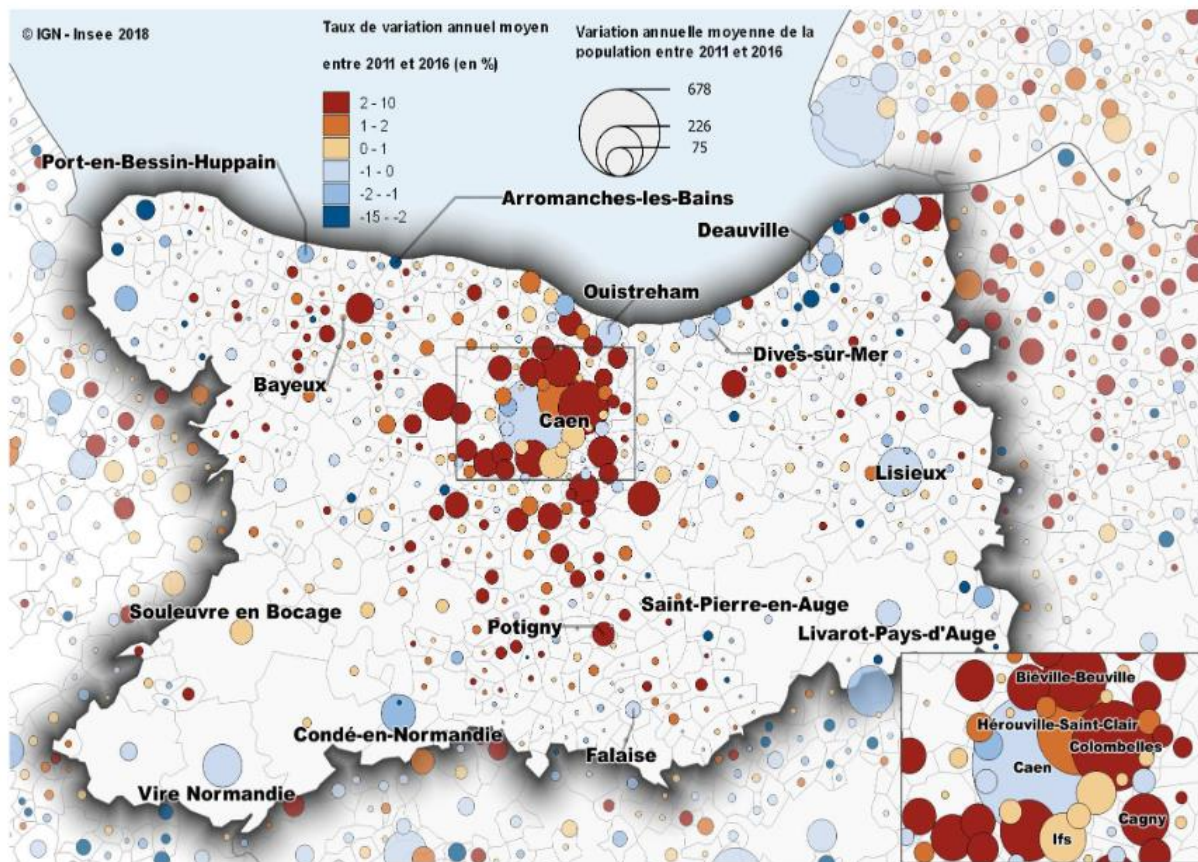 © IGN - Insee 2018
Taux de variation annuel moyen
entre 2011 et 2016 (en %)
2 - 10
1 - 2
0 - 1
-1 - 0
-2 - -1
-15 - -2
Variation annuelle moyenne de la
population entre 2011 et 2016
678
226
75
Port-en-Bessin-Huppain
Arromanches-les-Bains
Deauville
Ouistreham
Dives-sur-Mer
Bayeux
Caen
Lisieux
Souleuvre en Bocage
Saint-Pierre-en-Auge
Potigny
Livarot-Pays-d'Auge
Condé-en-Normandie
Falaise
Vire Normandie
Biéville-Beuville
Hérouville-Saint-Clair
Colombelles
Caen
Cagny
Ifs